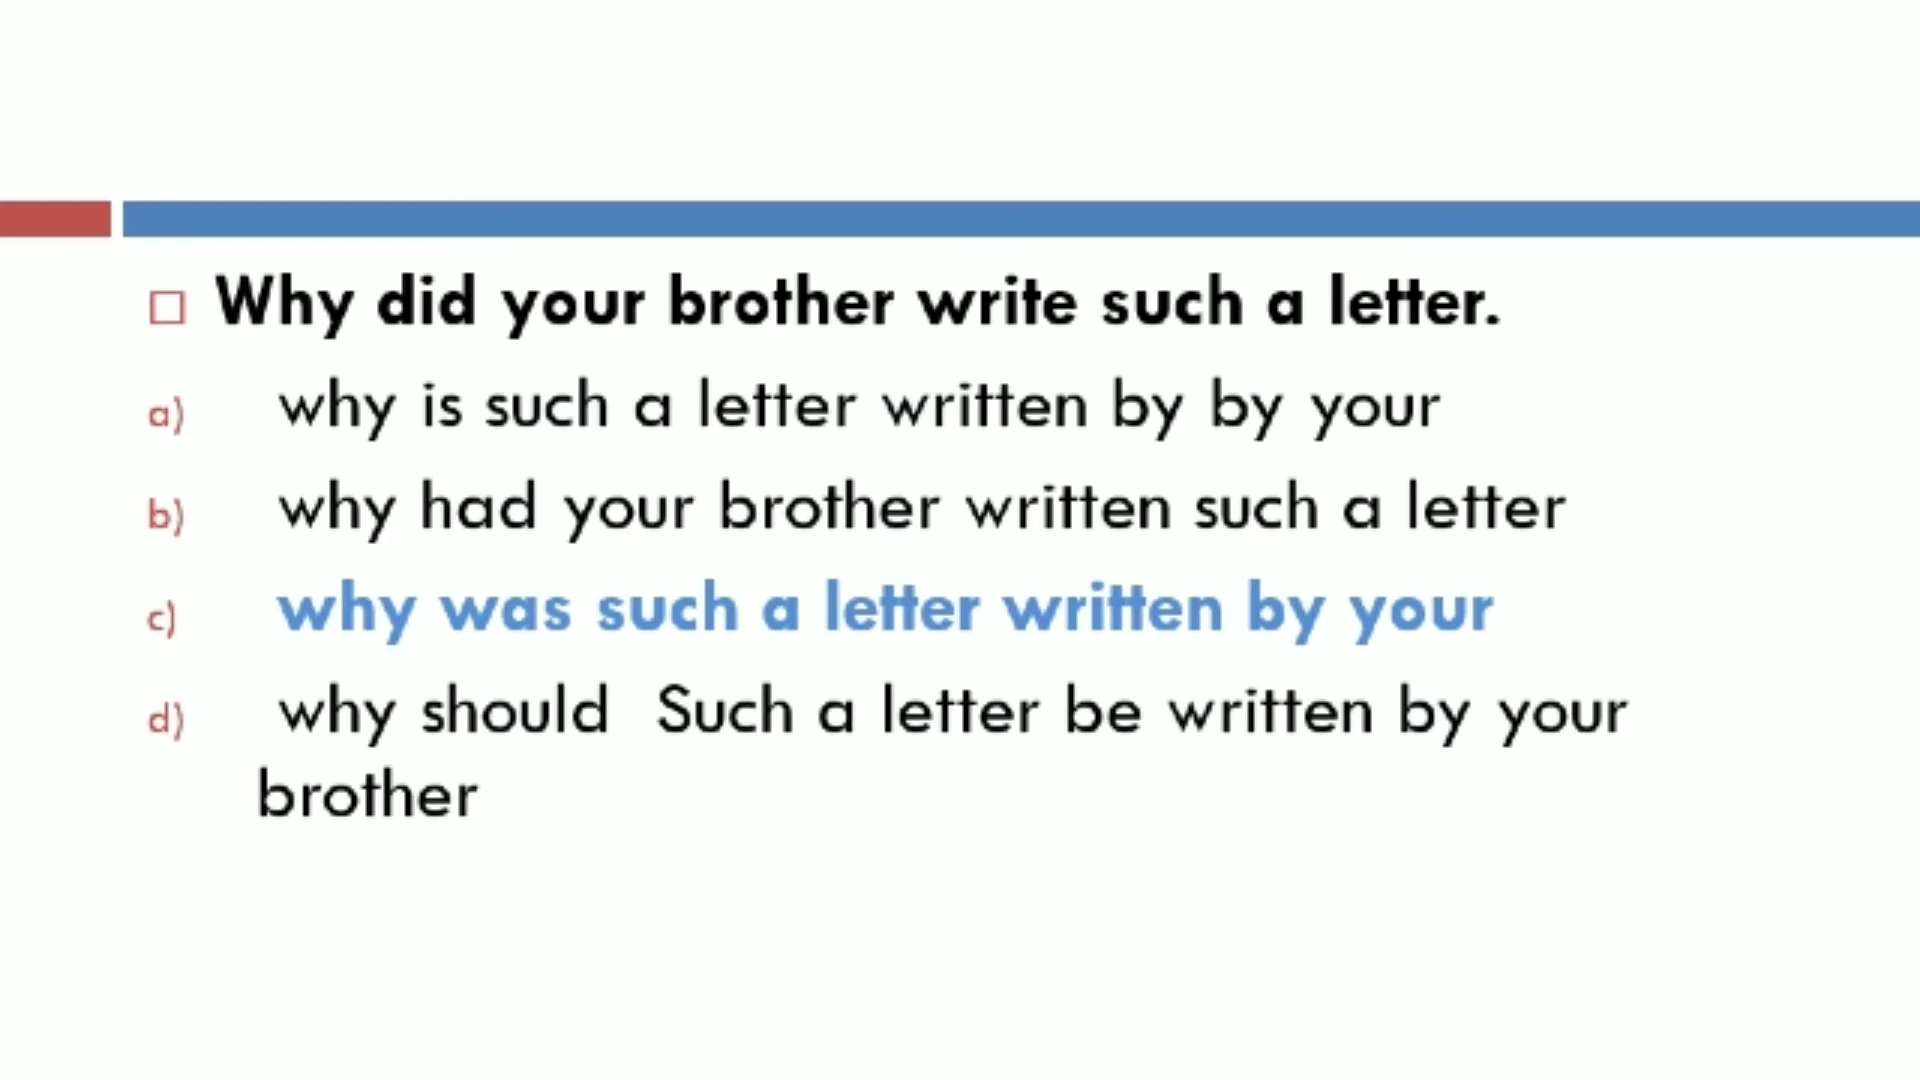 Why did your brother write such a letter.
a) why is such a letter written by by your
b) why had your brother written such a letter
c) why was such a letter written by your
d) why should Such a letter be written by your
brother